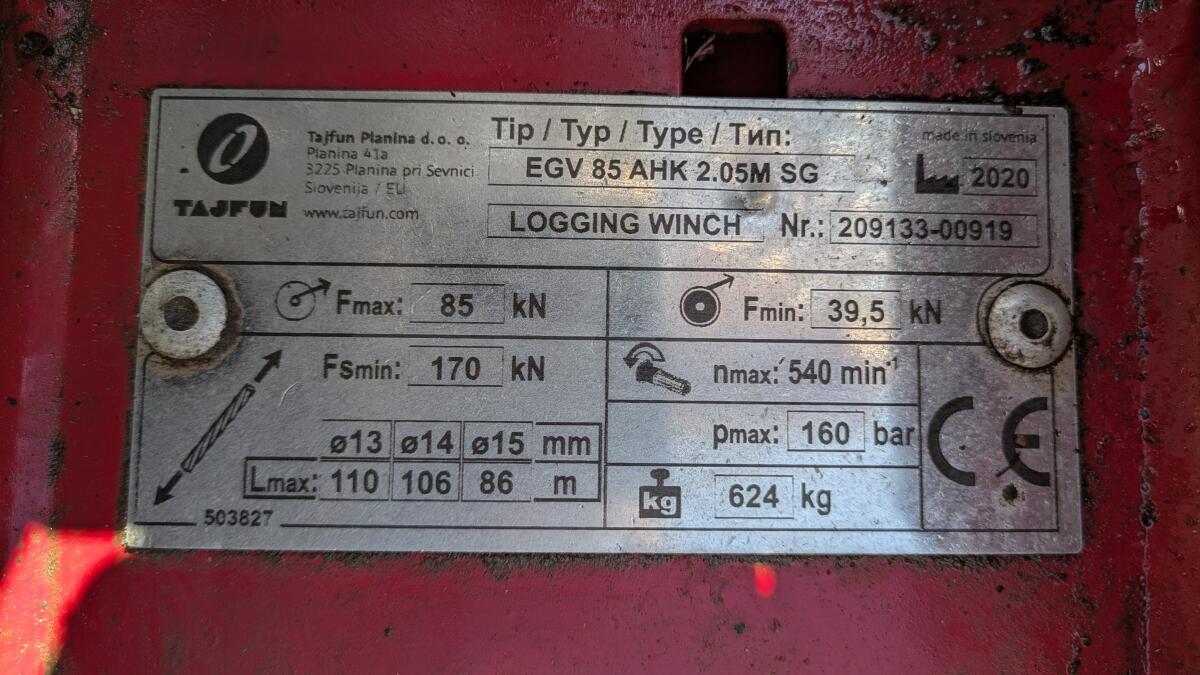 TAJFUN
Tajfun Planina d. o. o.
Planina 41a
3225 Planina pri Sevnici
Slovenija / EU
www.tajfun.com
Tip / Typ / Type / Тип:
EGV 85 AHK 2.05M SG
LOGGING WINCH Nr.: 209133-00919
made in slovenia
2020
Fmax: 85 kN
Fmin: 39,5 kN
Fsmin: 170 kN
ø13 ø14 ø15 mm
Lmax: 110 106 86 m
503827
nmax: 540 min⁻¹
pmax: 160 bar
kg 624 kg
CE